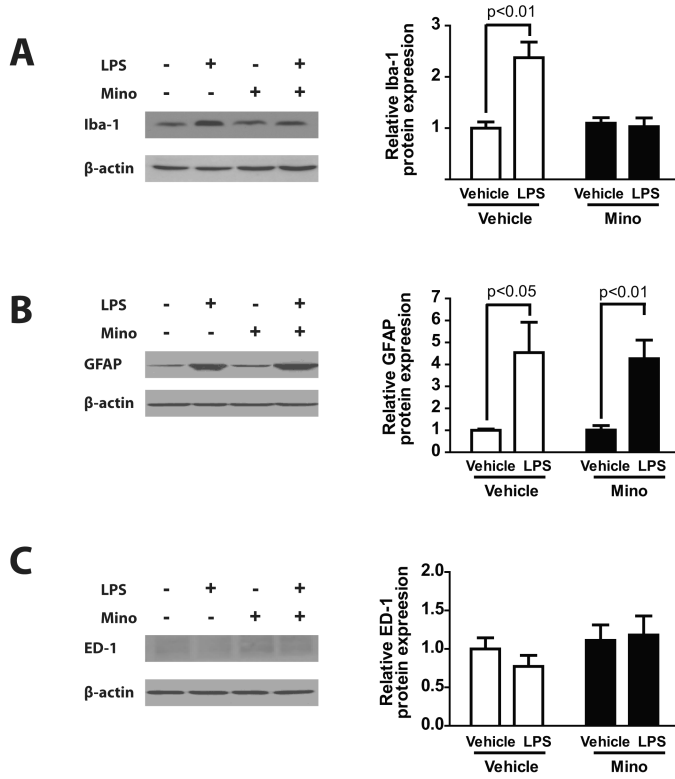 A
LPS - + - +
Mino - - + +
Iba-1
β-actin
Relative Iba-1
protein expreesion
3
2
1
p<0.01
Vehicle LPS Vehicle LPS
Vehicle Mino
B
LPS - + - +
Mino - - + +
GFAP
β-actin
Relative GFAP
protein expreesion
7
6
5
4
3
2
1
0
p<0.05 p<0.01
Vehicle LPS Vehicle LPS
Vehicle Mino
C
LPS - + - +
Mino - - + +
ED-1
β-actin
Relative ED-1
protein expreesion
2.0
1.5
1.0
0.5
0.0
Vehicle LPS Vehicle LPS
Vehicle Mino